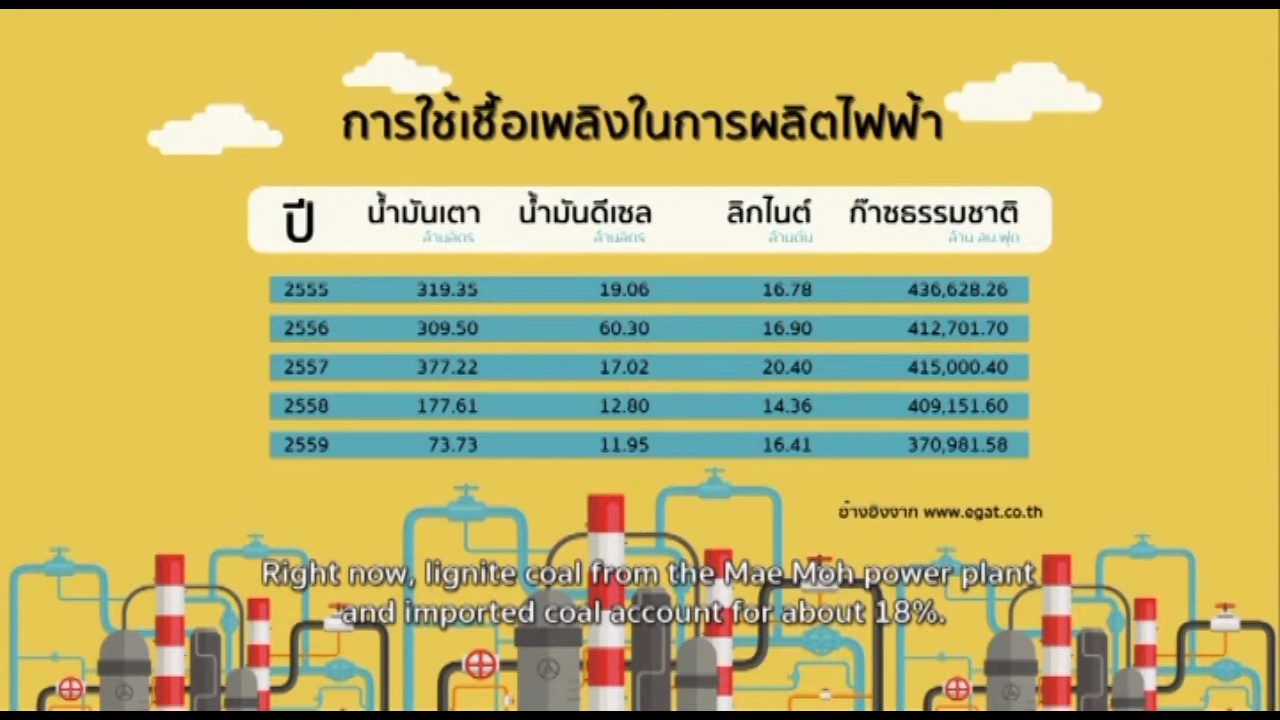 การใช้เชื้อเพลิงในการผลิตไฟฟ้า
ปี น้ำมันเตา น้ำมันดีเซล ลิกไนต์ ก๊าซธรรมชาติ
ล้านลิตร ล้านลิตร ล้านตัน ล้าน ลบ.ฟุต
2555 319.35 19.06 16.78 436,628.26
2556 309.50 60.30 16.90 412,701.70
2557 377.22 17.02 20.40 415,000.40
2558 177.61 12.80 14.36 409,151.60
2559 73.73 11.95 16.41 370,981.58
อ้างอิงจาก www.egat.co.th
Right now, lignite coal from the Mae Moh power plant
and imported coal account for about 18%.